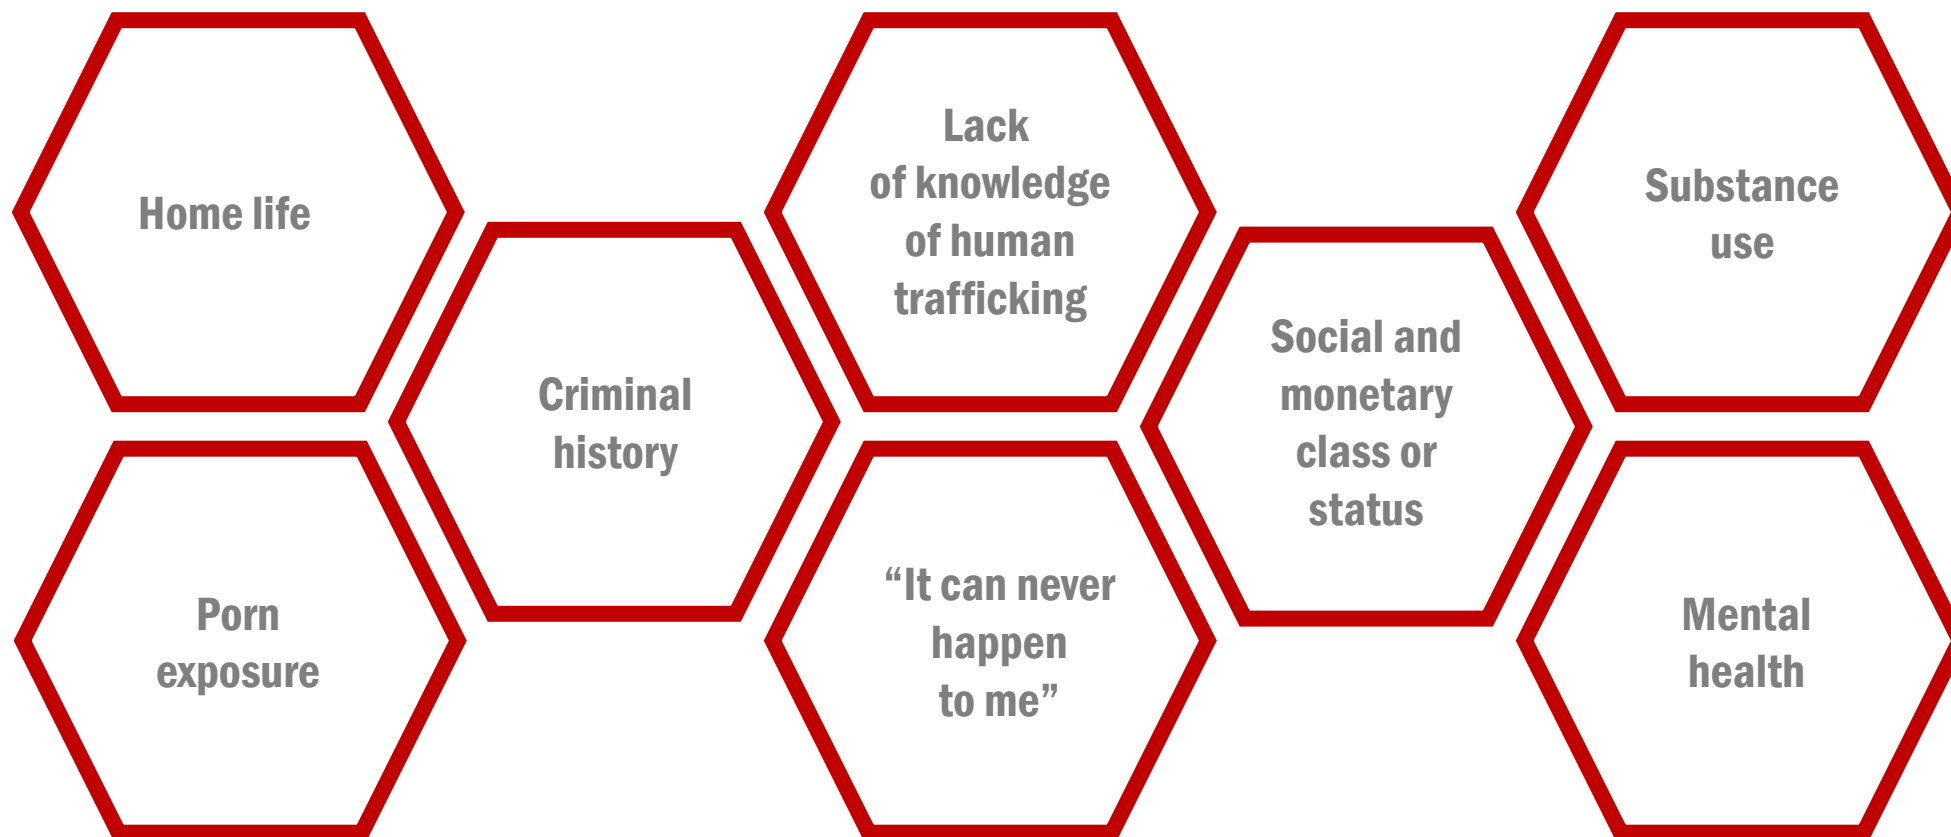 Home life
Porn
exposure
Criminal
history
Lack
of knowledge
of human
trafficking
“It can never
happen
to me”
Social and
monetary
class or
status
Substance
use
Mental
health